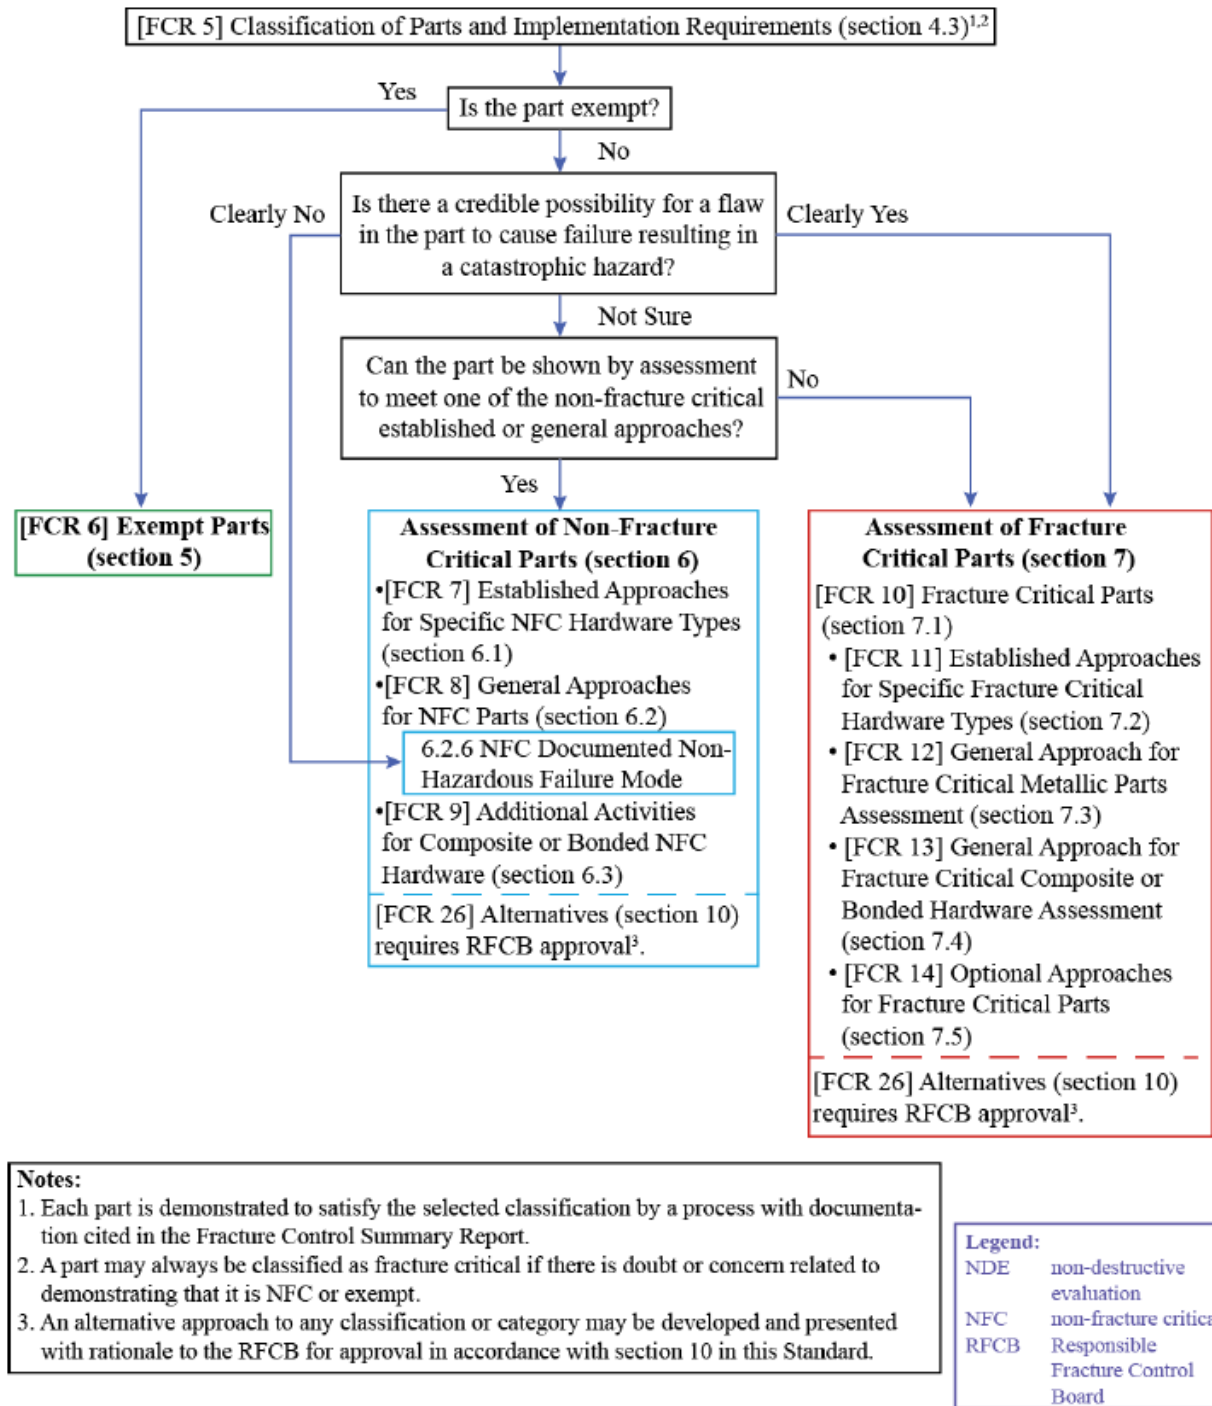 [FCR 5] Classification of Parts and Implementation Requirements (section 4.3)1,2
Yes
Is the part exempt?
No
Clearly No
Is there a credible possibility for a flaw
in the part to cause failure resulting in
a catastrophic hazard?
Clearly Yes
Not Sure
Can the part be shown by assessment
to meet one of the non-fracture critical
established or general approaches?
No
Yes
[FCR 6] Exempt Parts
(section 5)
Assessment of Non-Fracture
Critical Parts (section 6)
•[FCR 7] Established Approaches
for Specific NFC Hardware Types
(section 6.1)
•[FCR 8] General Approaches
for NFC Parts (section 6.2)
6.2.6 NFC Documented Non-
Hazardous Failure Mode
•[FCR 9] Additional Activities
for Composite or Bonded NFC
Hardware (section 6.3)
[FCR 26] Alternatives (section 10)
requires RFCB approval3.
Assessment of Fracture
Critical Parts (section 7)
[FCR 10] Fracture Critical Parts
(section 7.1)
• [FCR 11] Established Approaches
for Specific Fracture Critical
Hardware Types (section 7.2)
• [FCR 12] General Approach for
Fracture Critical Metallic Parts
Assessment (section 7.3)
• [FCR 13] General Approach for
Fracture Critical Composite or
Bonded Hardware Assessment
(section 7.4)
• [FCR 14] Optional Approaches
for Fracture Critical Parts
(section 7.5)
[FCR 26] Alternatives (section 10)
requires RFCB approval3.
Notes:
1. Each part is demonstrated to satisfy the selected classification by a process with documenta-
tion cited in the Fracture Control Summary Report.
2. A part may always be classified as fracture critical if there is doubt or concern related to
demonstrating that it is NFC or exempt.
3. An alternative approach to any classification or category may be developed and presented
with rationale to the RFCB for approval in accordance with section 10 in this Standard.
Legend:
NDE non-destructive
evaluation
NFC non-fracture critica
RFCB Responsible
Fracture Control
Board